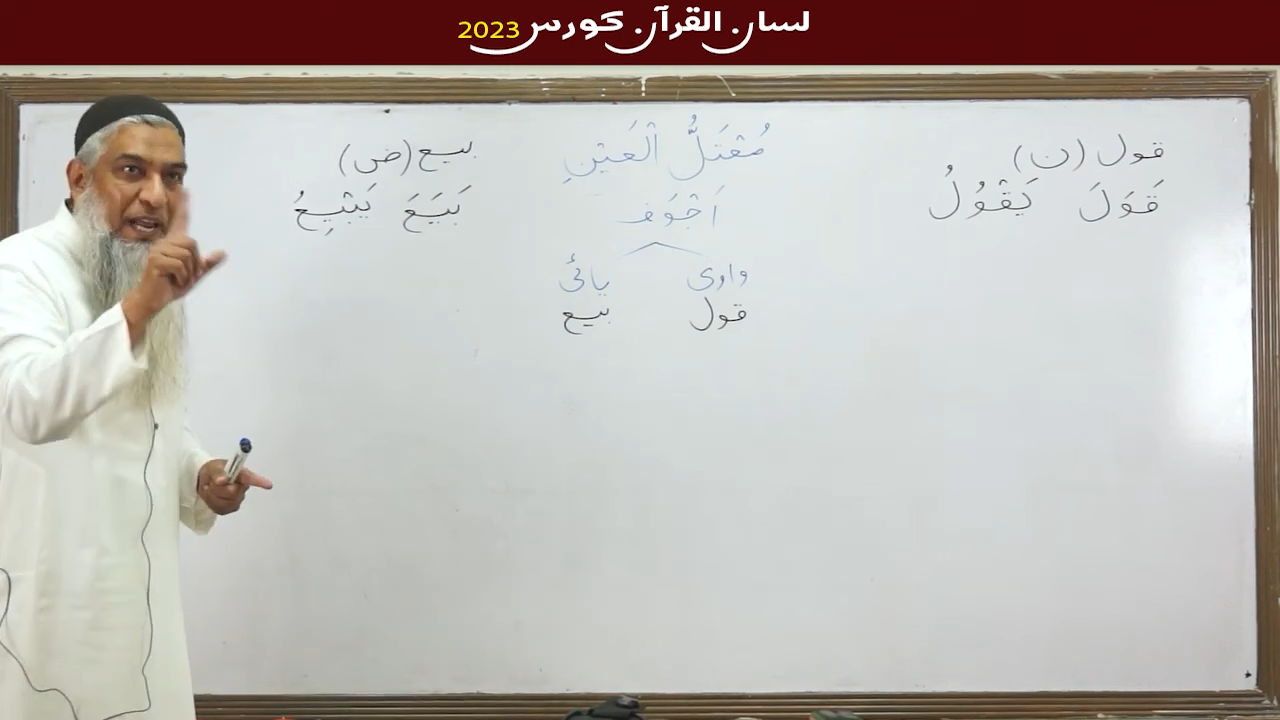 لسان القرآن کورس 2023
قول (ن)
قَوَلَ يَقْوُلُ
مُعْتَلُّ الْعَيْنِ
اَجْوَف
واوی یائی
قول بیع
بیع (ض)
بَيَعَ يَبْيِعُ